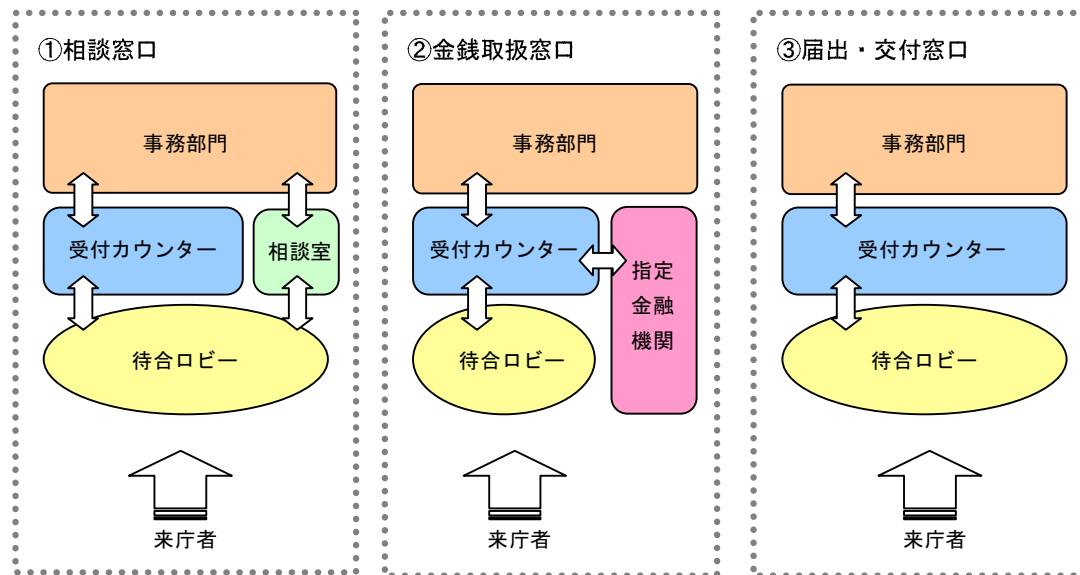 ①相談窓口
事務部門
受付カウンター
相談室
待合ロビー
来庁者
②金銭取扱窓口
事務部門
受付カウンター
指定
金融
機関
待合ロビー
来庁者
③届出・交付窓口
事務部門
受付カウンター
待合ロビー
来庁者